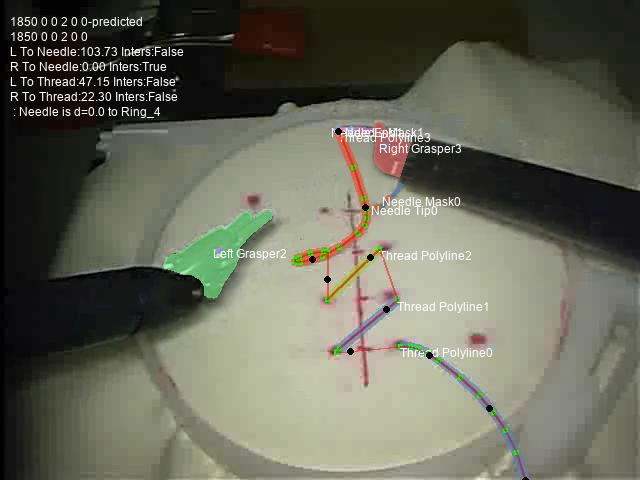 1850 0 0 2 0 0-predicted
1850 0 0 2 0 0
L To Needle:103.73 Inters:False
R To Needle:0.00 Inters:True
L To Thread:47.15 Inters:False
R To Thread:22.30 Inters:False
: Needle is d=0.0 to Ring_4
Thread Polyline3
Right Grasper3
Needle Mask0
Needle Tip0
Left Grasper2
Thread Polyline2
Thread Polyline1
Thread Polyline0